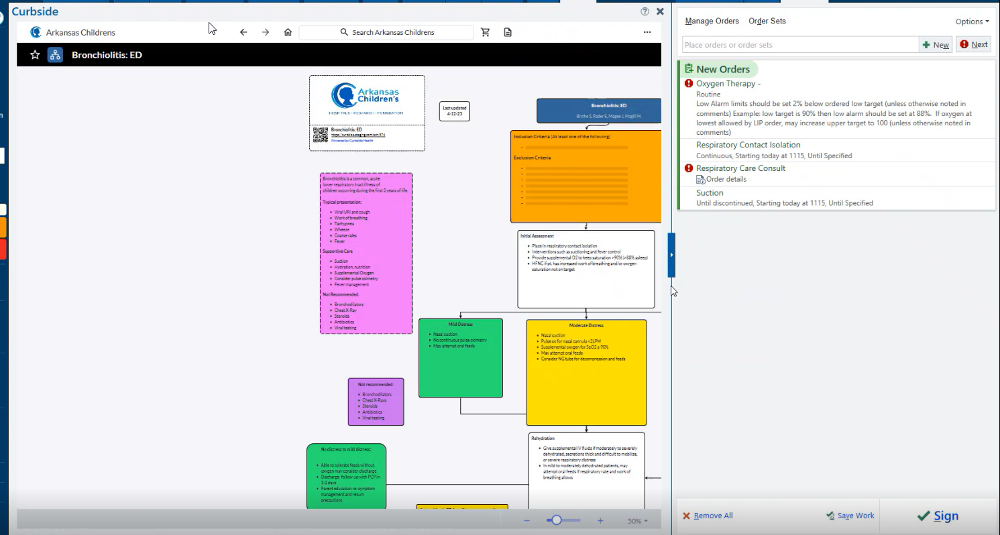 Curbside
Arkansas Childrens
Search Arkansas Childrens
Bronchiolitis: ED
Arkansas
Children's
HOSPITALS • RESEARCH • FOUNDATION
Bronchiolitis: ED
Powered by Curbside Health
Last updated
4-12-23
Bronchiolitis: ED
Blythe S, Rader E, Magee J, Magill M.
Inclusion Criteria (At least one of the following)
Exclusion Criteria
Bronchiolitis is a common, acute
lower respiratory tract illness of
children occurring during the first 2 years of life.
Typical presentation:
Viral URI and cough
Work of breathing
Tachypnea
Wheeze
Coarse rales
Fever
Supportive Care
Suction
Hydration, nutrition
Supplemental Oxygen
Consider pulse oximetry
Fever management
Not Recommended:
Bronchodilators
Chest X-Ray
Steroids
Antibiotics
Viral testing
Initial Assessment
Place in respiratory contact isolation
Interventions such as suctioning and fever control
Provide supplemental O2 to keep saturation >90% (>88% asleep)
HFNC if pt. has increased work of breathing and/or oxygen
saturation not on target
Mild Distress
Nasal suction
No continuous pulse oximetry
May attempt oral feeds
Moderate Distress
Nasal suction
Pulse ox for nasal cannula <2LPM
Supplemental oxygen for SpO2 ≤ 90%
May attempt oral feeds
Consider NG tube for decompression and feeds
Not recommended:
Bronchodilators
Chest X-Rays
Steroids
Antibiotics
Viral testing
No distress to mild distress:
Able to tolerate feeds without
oxygen may consider discharge
Discharge- follow-up with PCP in
1-2 days
Parent education re: symptom
management and return
precautions
Rehydration
Give supplemental IV fluids if moderately to severely
dehydrated, secretions thick and difficult to mobilize,
or severe respiratory distress
In mild to moderately dehydrated patients, may
attempt oral feeds if respiratory rate and work of
breathing allows
50%
Manage Orders Order Sets
Options
Place orders or order sets
New
Next
New Orders
Oxygen Therapy -
Routine
Low Alarm limits should be set 2% below ordered low target (unless otherwise noted in
comments) Example: low target is 90% then low alarm should be set at 88%. If oxygen at
lowest allowed by LIP order, may increase upper target to 100 (unless otherwise noted in
comments)
Respiratory Contact Isolation
Continuous, Starting today at 1115, Until Specified
Respiratory Care Consult
Order details
Suction
Until discontinued, Starting today at 1115, Until Specified
Remove All
Save Work
Sign